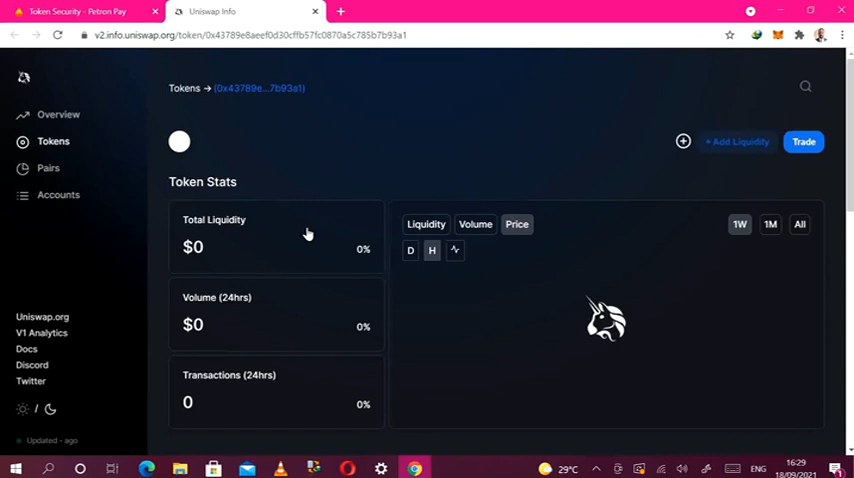 Token Security - Petron Pay
Uniswap Info
v2.info.uniswap.org/token/0x43789e8aeef0d30cffb57fc0870a5c785b7b93a1
Tokens → (0x43789e...7b93a1)
Overview
Tokens
Pairs
Accounts
+ Add Liquidity
Trade
Token Stats
Total Liquidity
$0
0%
Volume (24hrs)
$0
0%
Transactions (24hrs)
0
0%
Liquidity
Volume
Price
1W
1M
All
D
H
Uniswap.org
V1 Analytics
Docs
Discord
Twitter
/
Updated - ago
29°C
ENG
16:29
18/09/2021
1